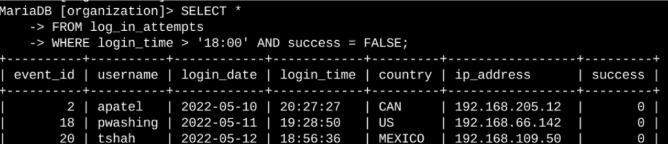 MariaDB [organization]> SELECT *
    -> FROM log_in_attempts
    -> WHERE login_time > '18:00' AND success = FALSE;
+----------+----------+------------+------------+---------+-----------------+---------+
| event_id | username | login_date | login_time | country | ip_address      | success |
+----------+----------+------------+------------+---------+-----------------+---------+
|        2 | apatel   | 2022-05-10 | 20:27:27   | CAN     | 192.168.205.12  |       0 |
|       18 | pwashing | 2022-05-11 | 19:28:50   | US      | 192.168.66.142  |       0 |
|       20 | tshah    | 2022-05-12 | 18:56:36   | MEXICO  | 192.168.109.50  |       0 |